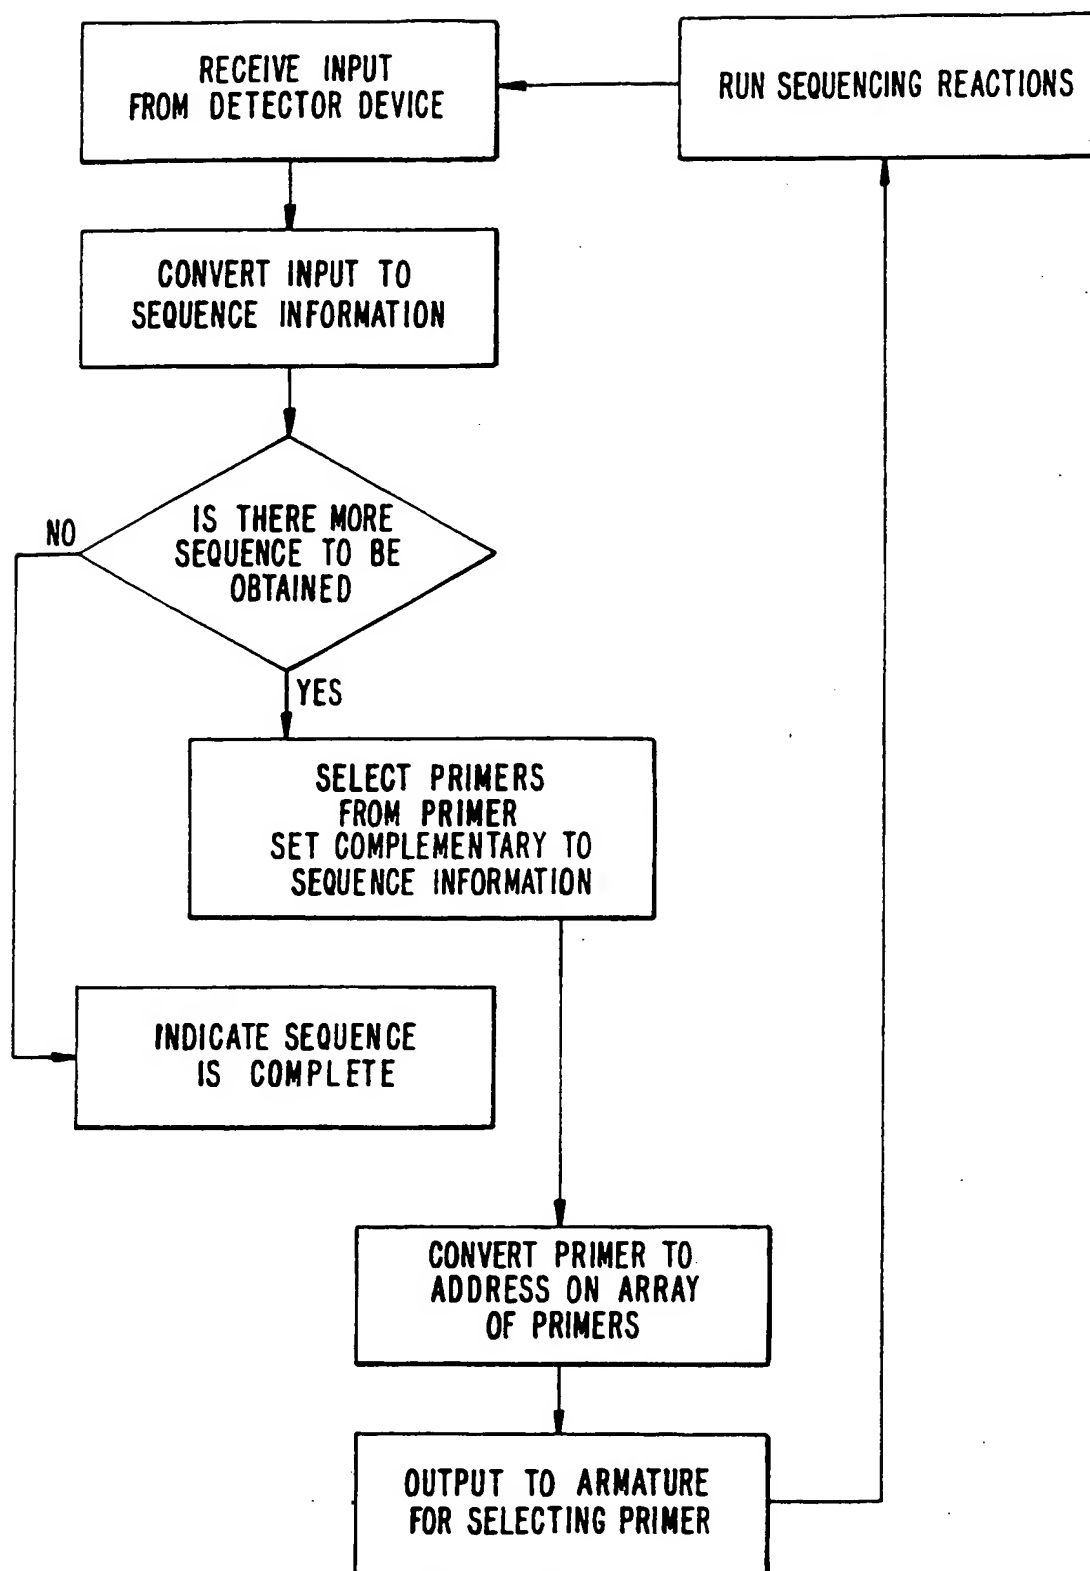 RECEIVE INPUT
FROM DETECTOR DEVICE
RUN SEQUENCING REACTIONS
CONVERT INPUT TO
SEQUENCE INFORMATION
IS THERE MORE
SEQUENCE TO BE
OBTAINED
NO
YES
SELECT PRIMERS
FROM PRIMER
SET COMPLEMENTARY TO
SEQUENCE INFORMATION
INDICATE SEQUENCE
IS COMPLETE
CONVERT PRIMER TO
ADDRESS ON ARRAY
OF PRIMERS
OUTPUT TO ARMATURE
FOR SELECTING PRIMER